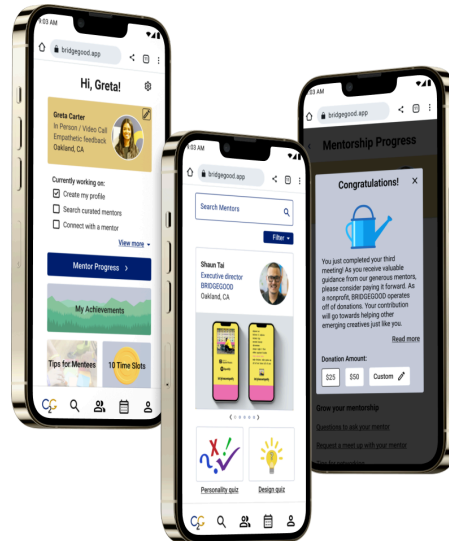 9:03 AM
bridgegood.app
Hi, Greta!
Greta Carter
In Person / Video Call
Empathetic feedback
Oakland, CA
Currently working on:
Create my profile
Search curated mentors
Connect with a mentor
View more
Mentor Progress >
My Achievements
Tips for Mentees
10 Time Slots
C2G
9:03 AM
bridgegood.app
Search Mentors
Filter
Shaun Tai
Executive director
BRIDGEGOOD
Oakland, CA
Personality quiz
Design quiz
C2G
9:03 AM
bridgegood.app
Mentorship Progress
Congratulations!
X
You just completed your third
meeting! As you receive valuable
guidance from our generous mentors,
please consider paying it forward. As
a nonprofit, BRIDGEGOOD operates
off of donations. Your contribution
will go towards helping other
emerging creatives just like you.
Read more
Donation Amount:
$25
$50
Custom
Grow your mentorship
Questions to ask your mentor
Request a meet up with your mentor